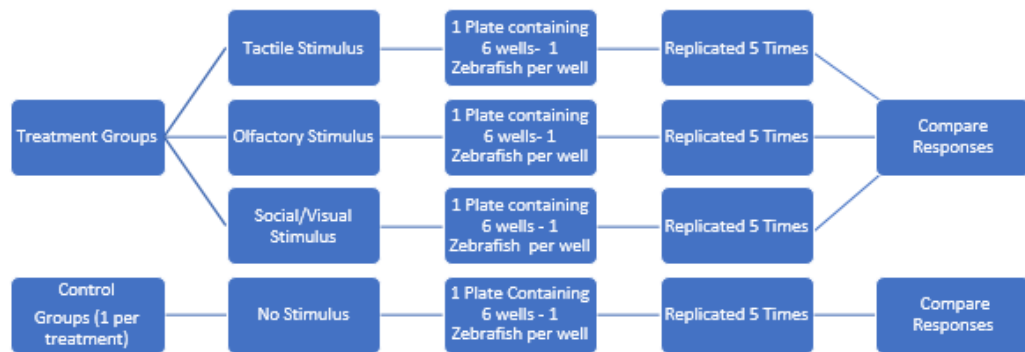 Tactile Stimulus
1 Plate containing
6 wells- 1
Zebrafish per well
Replicated 5 Times
Treatment Groups
Olfactory Stimulus
1 Plate containing
6 wells- 1
Zebrafish per well
Replicated 5 Times
Compare
Responses
Social/Visual
Stimulus
1 Plate containing
6 wells - 1
Zebrafish per well
Replicated 5 Times
Control
Groups (1 per
treatment)
No Stimulus
1 Plate Containing
6 wells - 1
Zebrafish per well
Replicated 5 Times
Compare
Responses